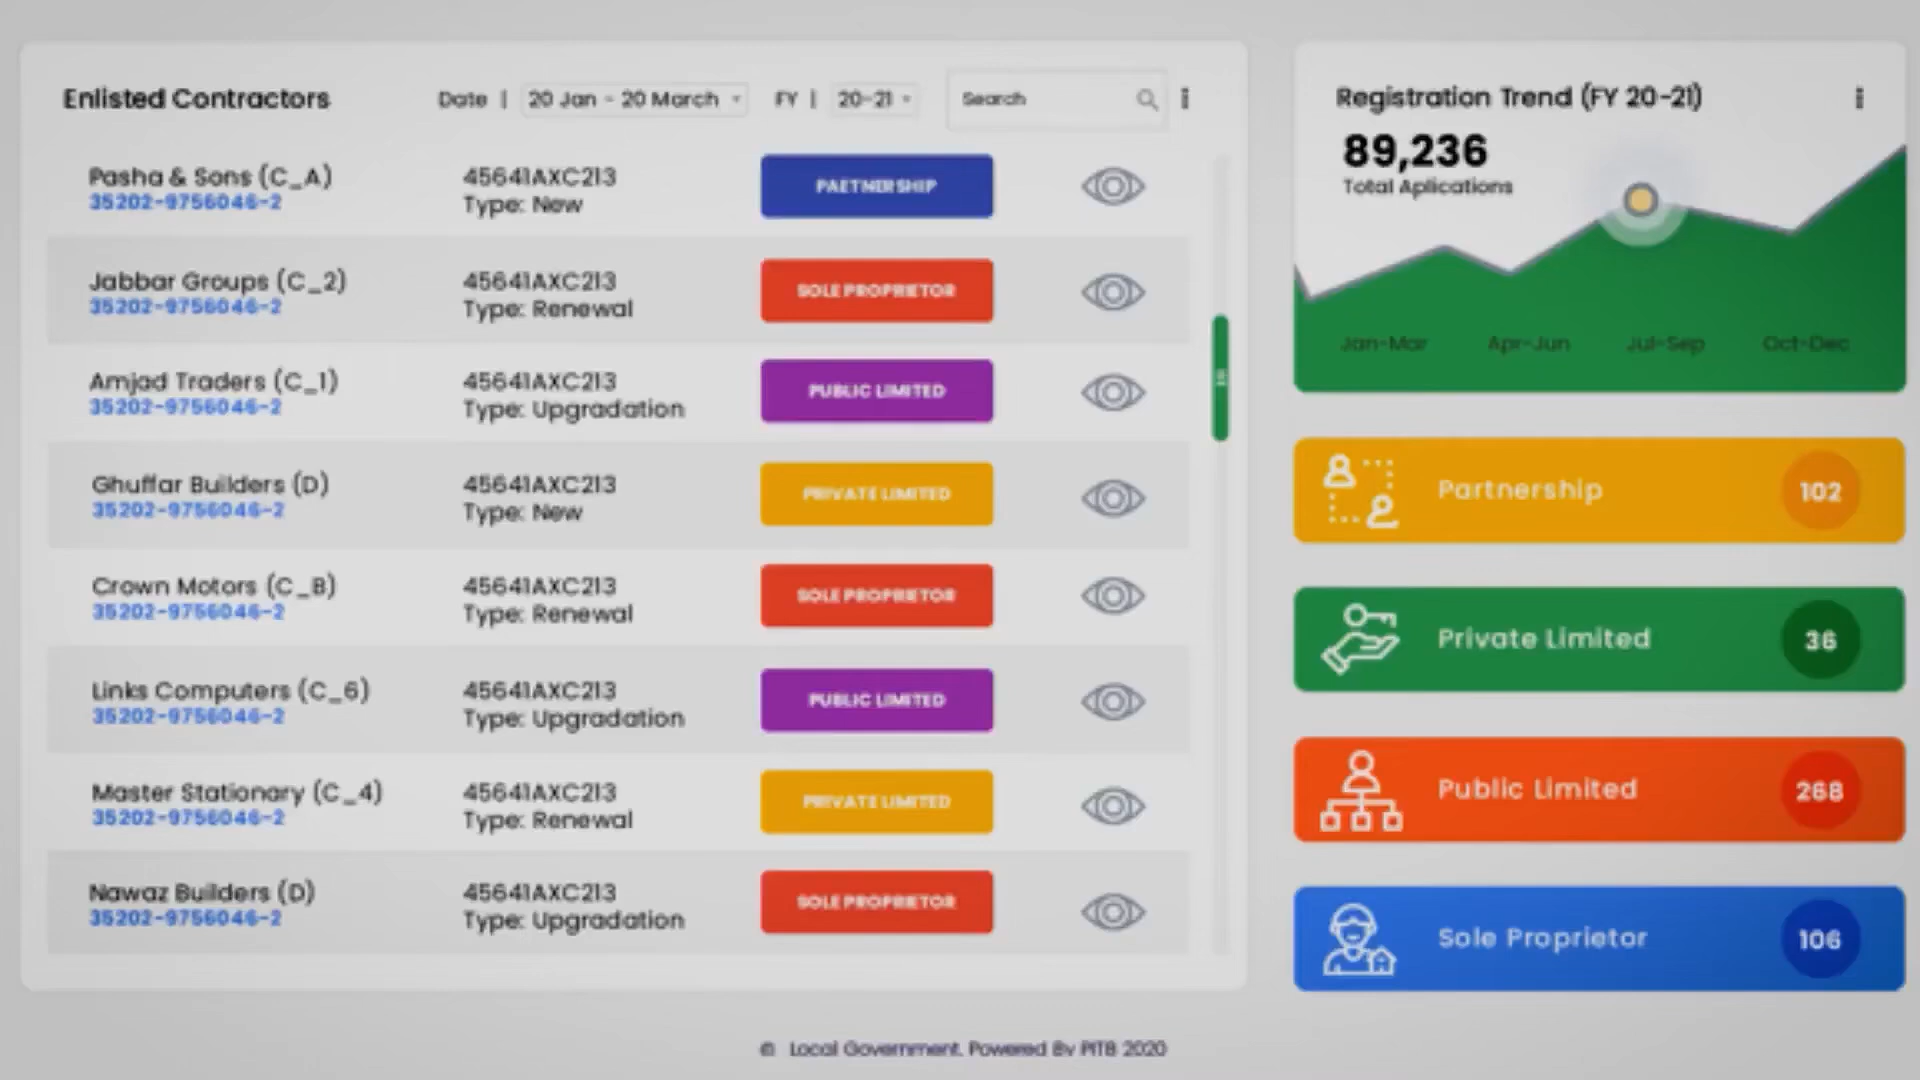 Enlisted Contractors
Date | 20 Jan - 20 March
FY | 20-21
Search
Pasha & Sons (C_A)
35202-9756046-2
45641AXC213
Type: New
PAETNERSHIP
Jabbar Groups (C_2)
35202-9756046-2
45641AXC213
Type: Renewal
SOLE PROPRIETOR
Amjad Traders (C_1)
35202-9756046-2
45641AXC213
Type: Upgradation
PUBLIC LIMITED
Ghuffar Builders (D)
35202-9756046-2
45641AXC213
Type: New
PRIVATE LIMITED
Crown Motors (C_B)
35202-9756046-2
45641AXC213
Type: Renewal
SOLE PROPRIETOR
Links Computers (C_6)
35202-9756046-2
45641AXC213
Type: Upgradation
PUBLIC LIMITED
Master Stationary (C_4)
35202-9756046-2
45641AXC213
Type: Renewal
PRIVATE LIMITED
Nawaz Builders (D)
35202-9756046-2
45641AXC213
Type: Upgradation
SOLE PROPRIETOR
Registration Trend (FY 20-21)
89,236
Total Aplications
Jan-Mar
Apr-Jun
Jul-Sep
Oct-Dec
Partnership
102
Private Limited
36
Public Limited
268
Sole Proprietor
106
© Local Government. Powered By PITB 2020